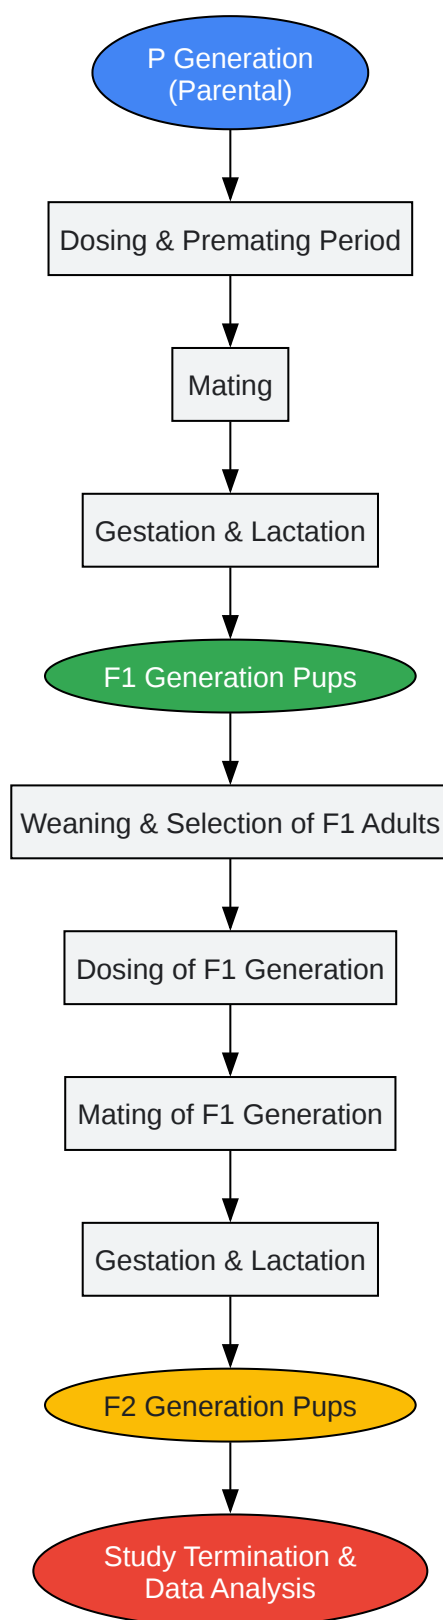 P Generation
(Parental)
Dosing & Premating Period
Mating
Gestation & Lactation
F1 Generation Pups
Weaning & Selection of F1 Adults
Dosing of F1 Generation
Mating of F1 Generation
Gestation & Lactation
F2 Generation Pups
Study Termination &
Data Analysis